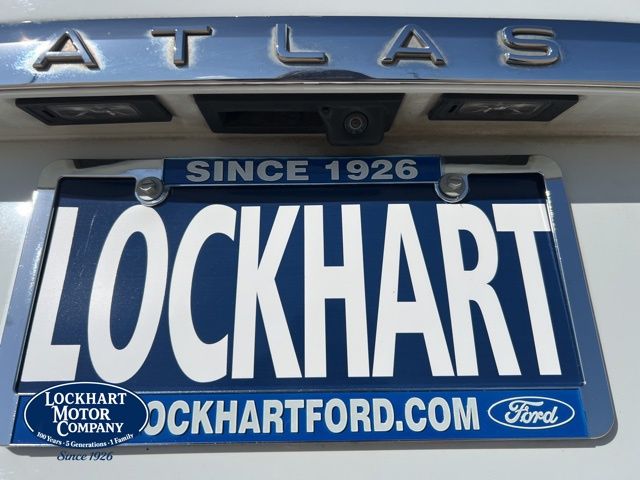 ATLAS
SINCE 1926
LOCKHART
LOCKHARTFORD.COM
Ford
LOCKHART
MOTOR
COMPANY
100 Years - 5 Generations - 1 Family
Since 1926